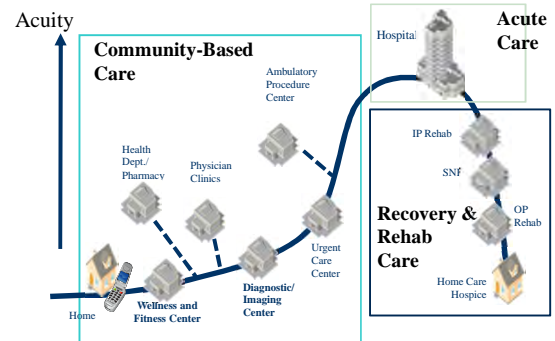 Acuity
Community-Based
Care
Acute
Care
Hospital
Ambulatory
Procedure
Center
Health
Dept./
Pharmacy
Physician
Clinics
IP Rehab
SNF
OP
Rehab
Recovery &
Rehab
Care
Urgent
Care
Center
Home Care
Hospice
Diagnostic/
Imaging
Center
Home
Wellness and
Fitness Center